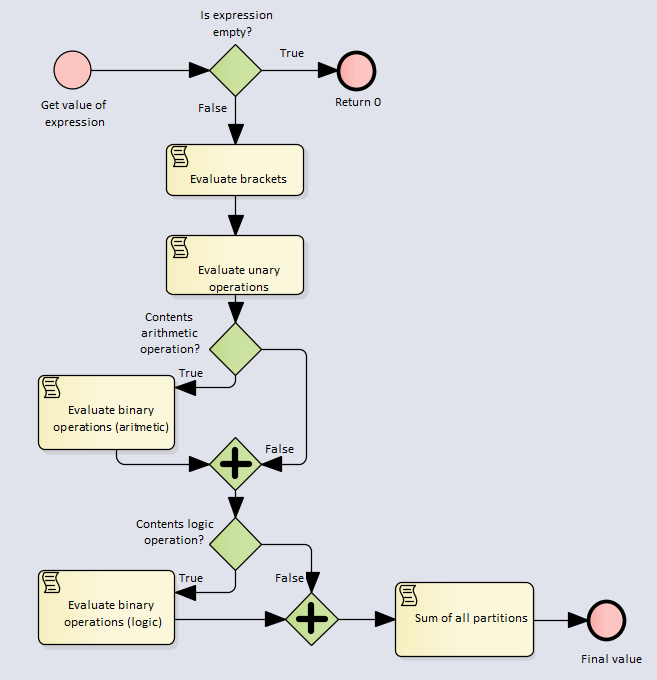 Is expression
empty?
True
Get value of
expression
Return 0
False
Evaluate brackets
Evaluate unary
operations
Contents
arithmetic
operation?
True
Evaluate binary
operations (aritmetic)
False
Contents logic
operation?
True
False
Evaluate binary
operations (logic)
Sum of all partitions
Final value